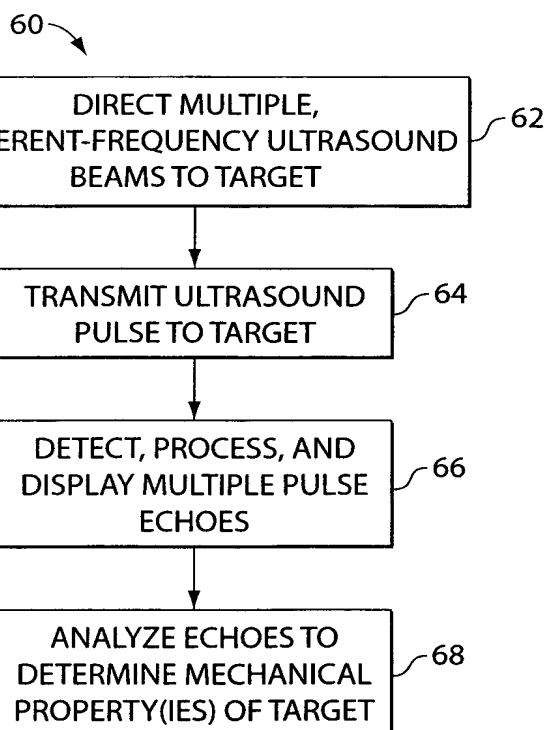 60
DIRECT MULTIPLE,
ERENT-FREQUENCY ULTRASOUND
BEAMS TO TARGET
62
TRANSMIT ULTRASOUND
PULSE TO TARGET
64
DETECT, PROCESS, AND
DISPLAY MULTIPLE PULSE
ECHOES
66
ANALYZE ECHOES TO
DETERMINE MECHANICAL
PROPERTY(IES) OF TARGET
68